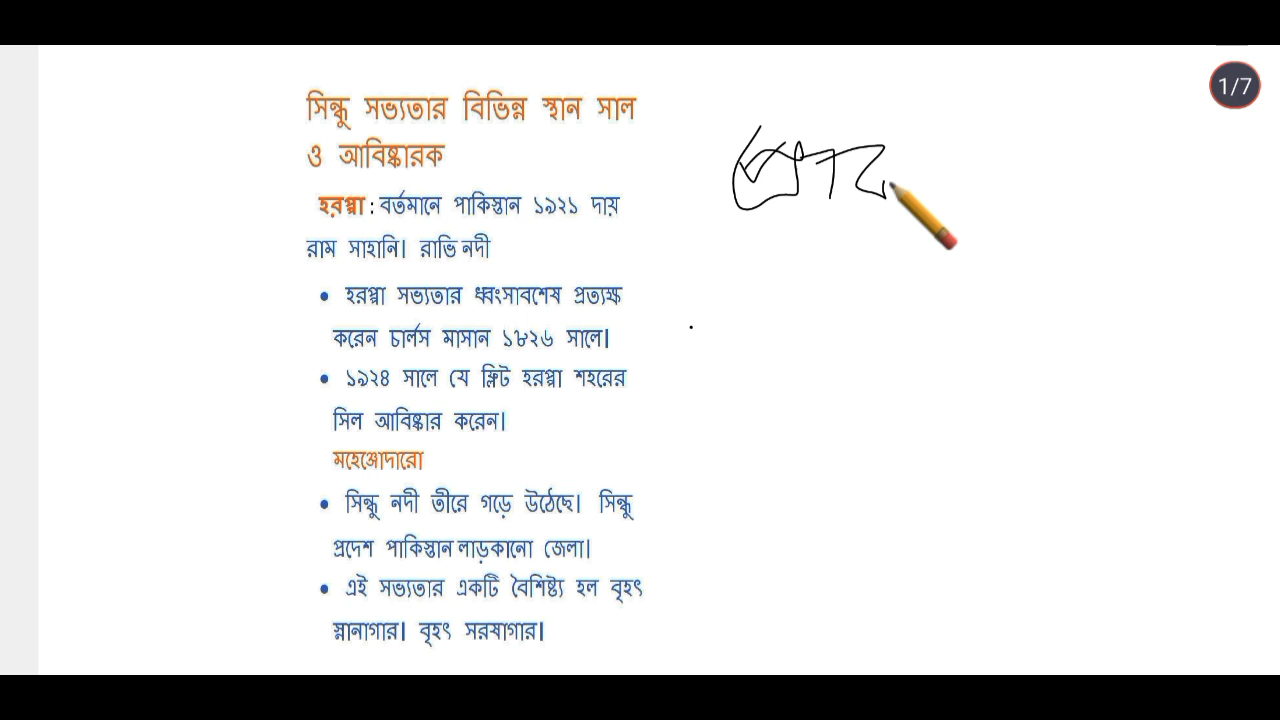 সিন্ধু সভ্যতার বিভিন্ন স্থান সাল
ও আবিষ্কারক
হরপ্পা : বর্তমানে পাকিস্তান ১৯২১ দায়
রাম সাহানি। রাভি নদী
• হরপ্পা সভ্যতার ধ্বংসাবশেষ প্রত্যক্ষ
করেন চার্লস মাসান ১৮২৬ সালে।
• ১৯২৪ সালে যে ফ্লিট হরপ্পা শহরের
সিল আবিষ্কার করেন।
মহেঞ্জোদারো
• সিন্ধু নদী তীরে গড়ে উঠেছে। সিন্ধু
প্রদেশ পাকিস্তান লাড়কানো জেলা।
• এই সভ্যতার একটি বৈশিষ্ট্য হল বৃহৎ
স্নানাগার। বৃহৎ সরষাগার।
1/7